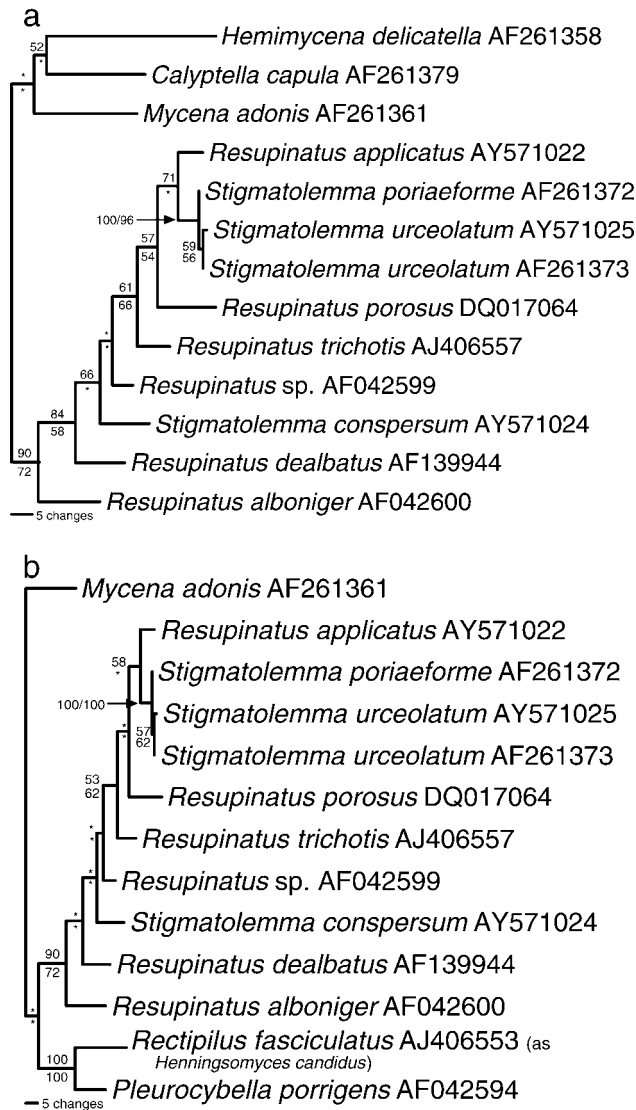 a
Hemimycena delicatella AF261358
52
*
*
Calyptella capula AF261379
Mycena adonis AF261361
Resupinatus applicatus AY571022
71
*
Stigmatolemma poriaeforme AF261372
100/96
Stigmatolemma urceolatum AY571025
59
56
57
54
Stigmatolemma urceolatum AF261373
61
66
Resupinatus porosus DQ017064
*
*
Resupinatus trichotis AJ406557
66
*
Resupinatus sp. AF042599
84
58
Stigmatolemma conspersum AY571024
90
72
Resupinatus dealbatus AF139944
Resupinatus alboniger AF042600
5 changes
b
Mycena adonis AF261361
Resupinatus applicatus AY571022
58
*
Stigmatolemma poriaeforme AF261372
100/100
Stigmatolemma urceolatum AY571025
57
62
*
*
Stigmatolemma urceolatum AF261373
53
62
Resupinatus porosus DQ017064
*
*
Resupinatus trichotis AJ406557
*
*
Resupinatus sp. AF042599
*
*
Stigmatolemma conspersum AY571024
90
72
Resupinatus dealbatus AF139944
Resupinatus alboniger AF042600
*
*
Rectipilus fasciculatus AJ406553 (as
Henningsomyces candidus)
100
100
Pleurocybella porrigens AF042594
5 changes